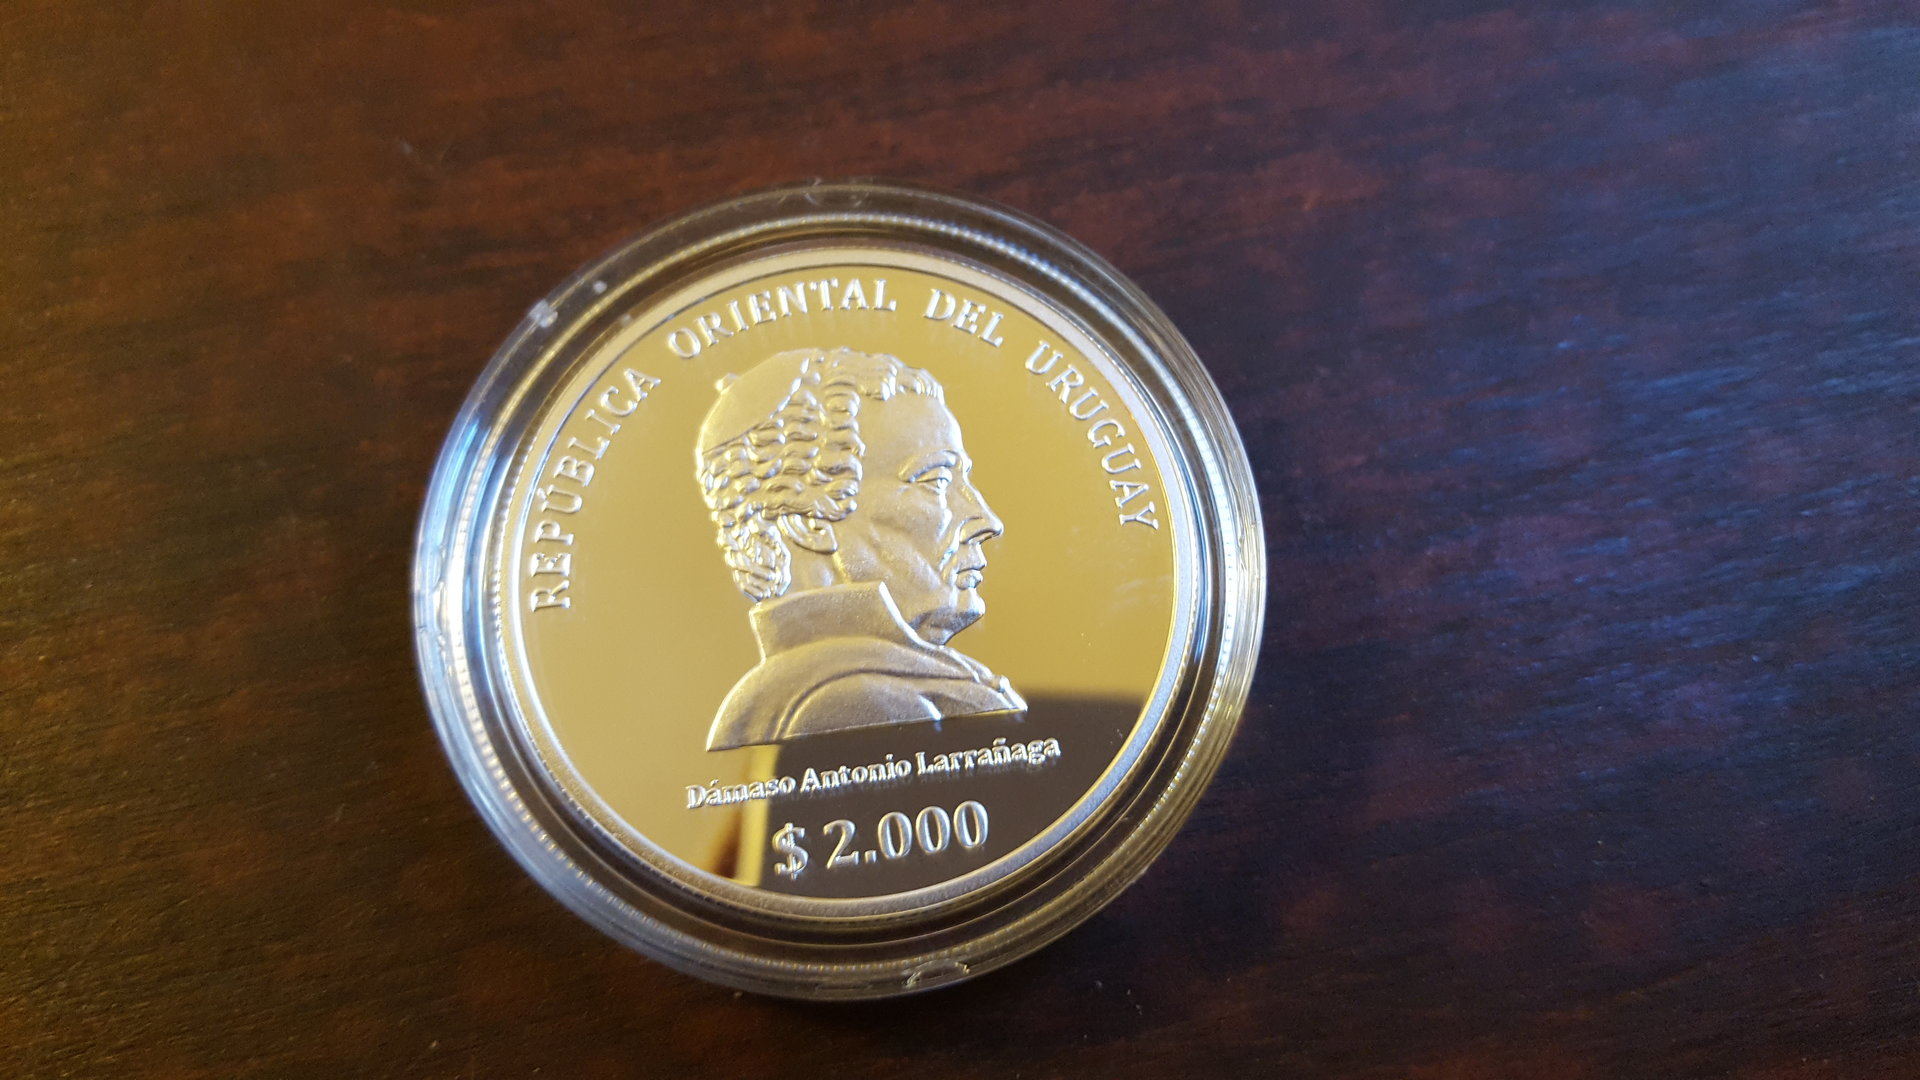 REPÚBLICA ORIENTAL DEL URUGUAY
Dámaso Antonio Larrañaga
$ 2.000